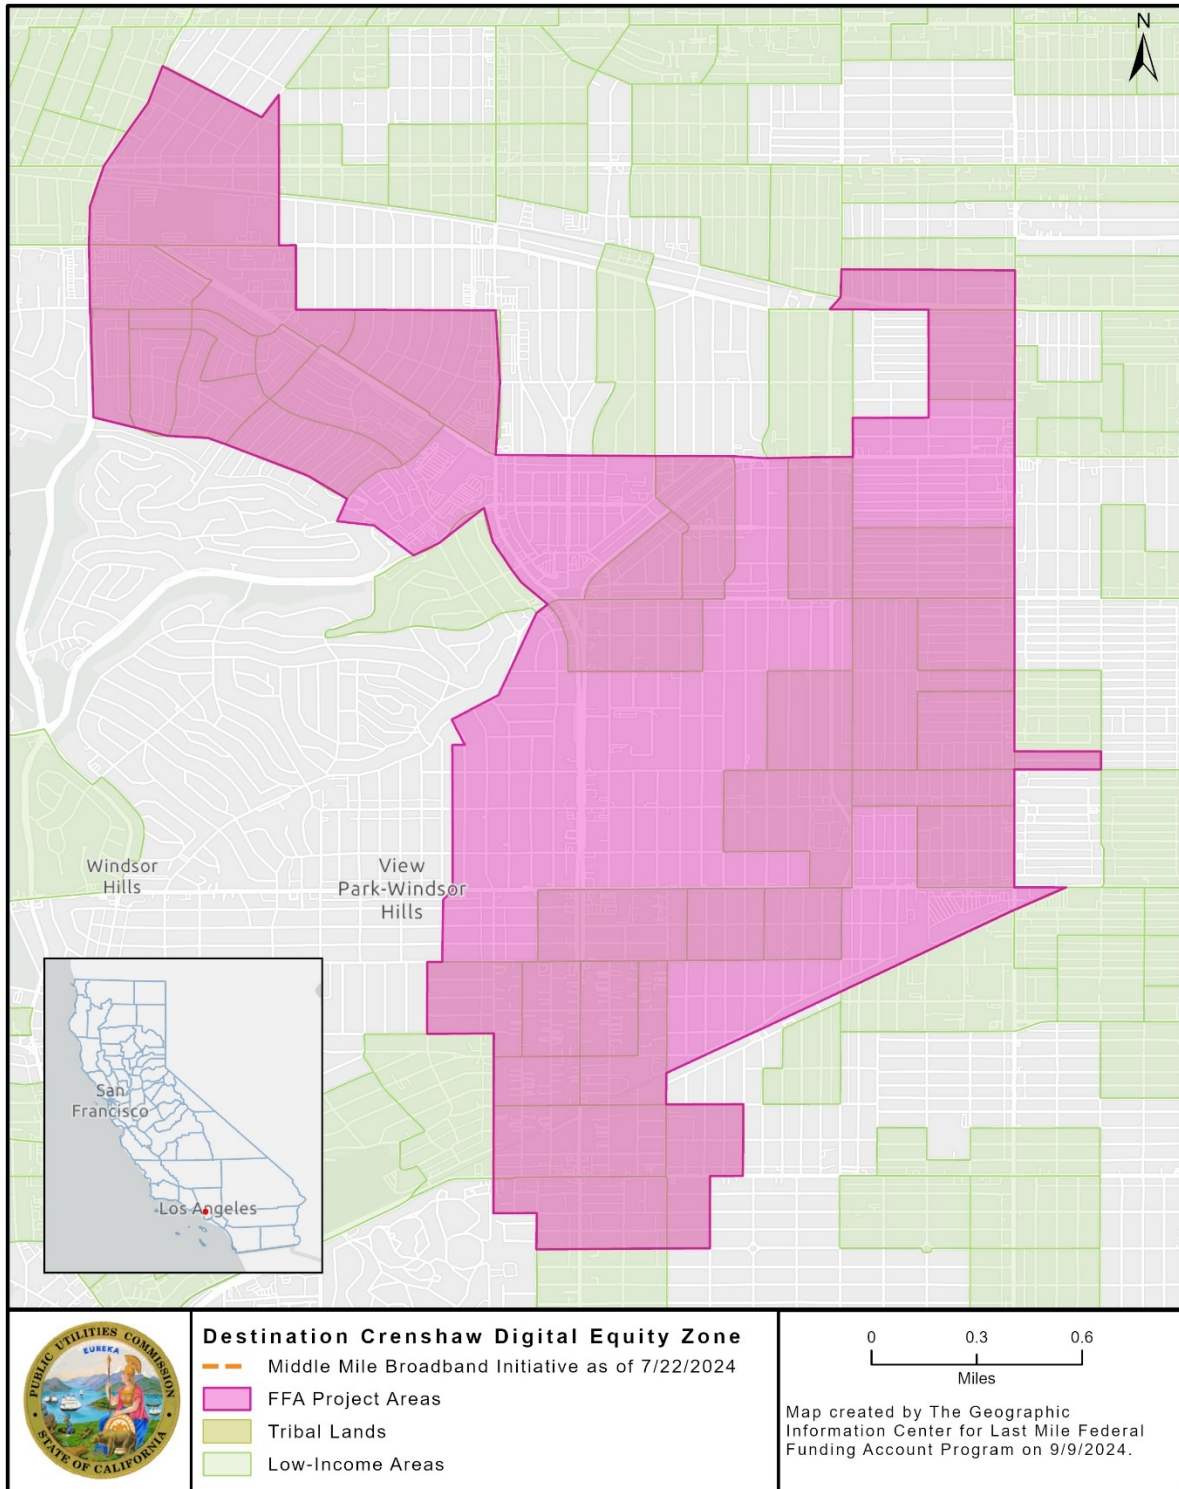 N
Windsor
Hills
View
Park-Windsor
Hills
San
Francisco
Los Angeles
PUBLIC UTILITIES COMMISSION
EUREKA
STATE OF CALIFORNIA
Destination Crenshaw Digital Equity Zone
Middle Mile Broadband Initiative as of 7/22/2024
FFA Project Areas
Tribal Lands
Low-Income Areas
0 0.3 0.6
Miles
Map created by The Geographic
Information Center for Last Mile Federal
Funding Account Program on 9/9/2024.